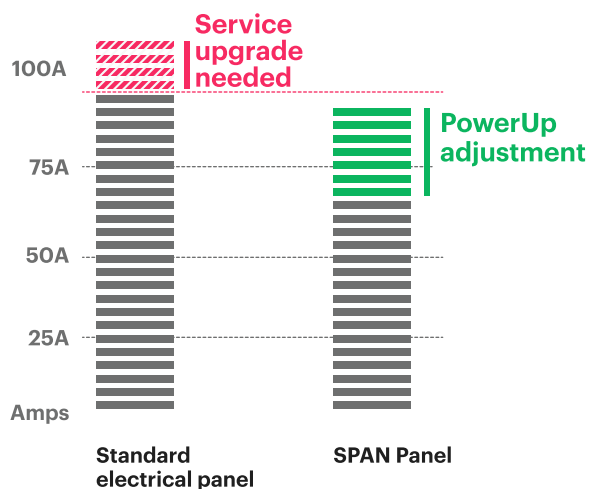 Service
upgrade
needed
100A
PowerUp
adjustment
75A
50A
25A
Amps
Standard
electrical panel
SPAN Panel